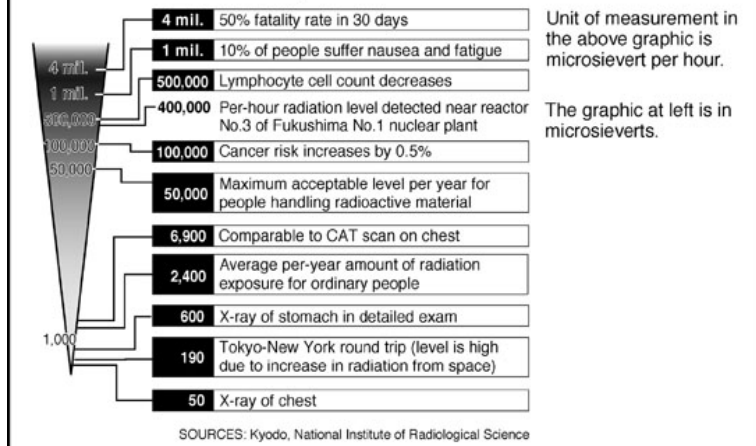 4 mil. 50% fatality rate in 30 days
1 mil. 10% of people suffer nausea and fatigue
500,000 Lymphocyte cell count decreases
400,000 Per-hour radiation level detected near reactor
No.3 of Fukushima No.1 nuclear plant
100,000 Cancer risk increases by 0.5%
50,000 Maximum acceptable level per year for
people handling radioactive material
6,900 Comparable to CAT scan on chest
2,400 Average per-year amount of radiation
exposure for ordinary people
600 X-ray of stomach in detailed exam
190 Tokyo-New York round trip (level is high
due to increase in radiation from space)
50 X-ray of chest
4 mil.
1 mil.
500,000
100,000
50,000
1,000
Unit of measurement in
the above graphic is
microsievert per hour.
The graphic at left is in
microsieverts.
SOURCES: Kyodo, National Institute of Radiological Science